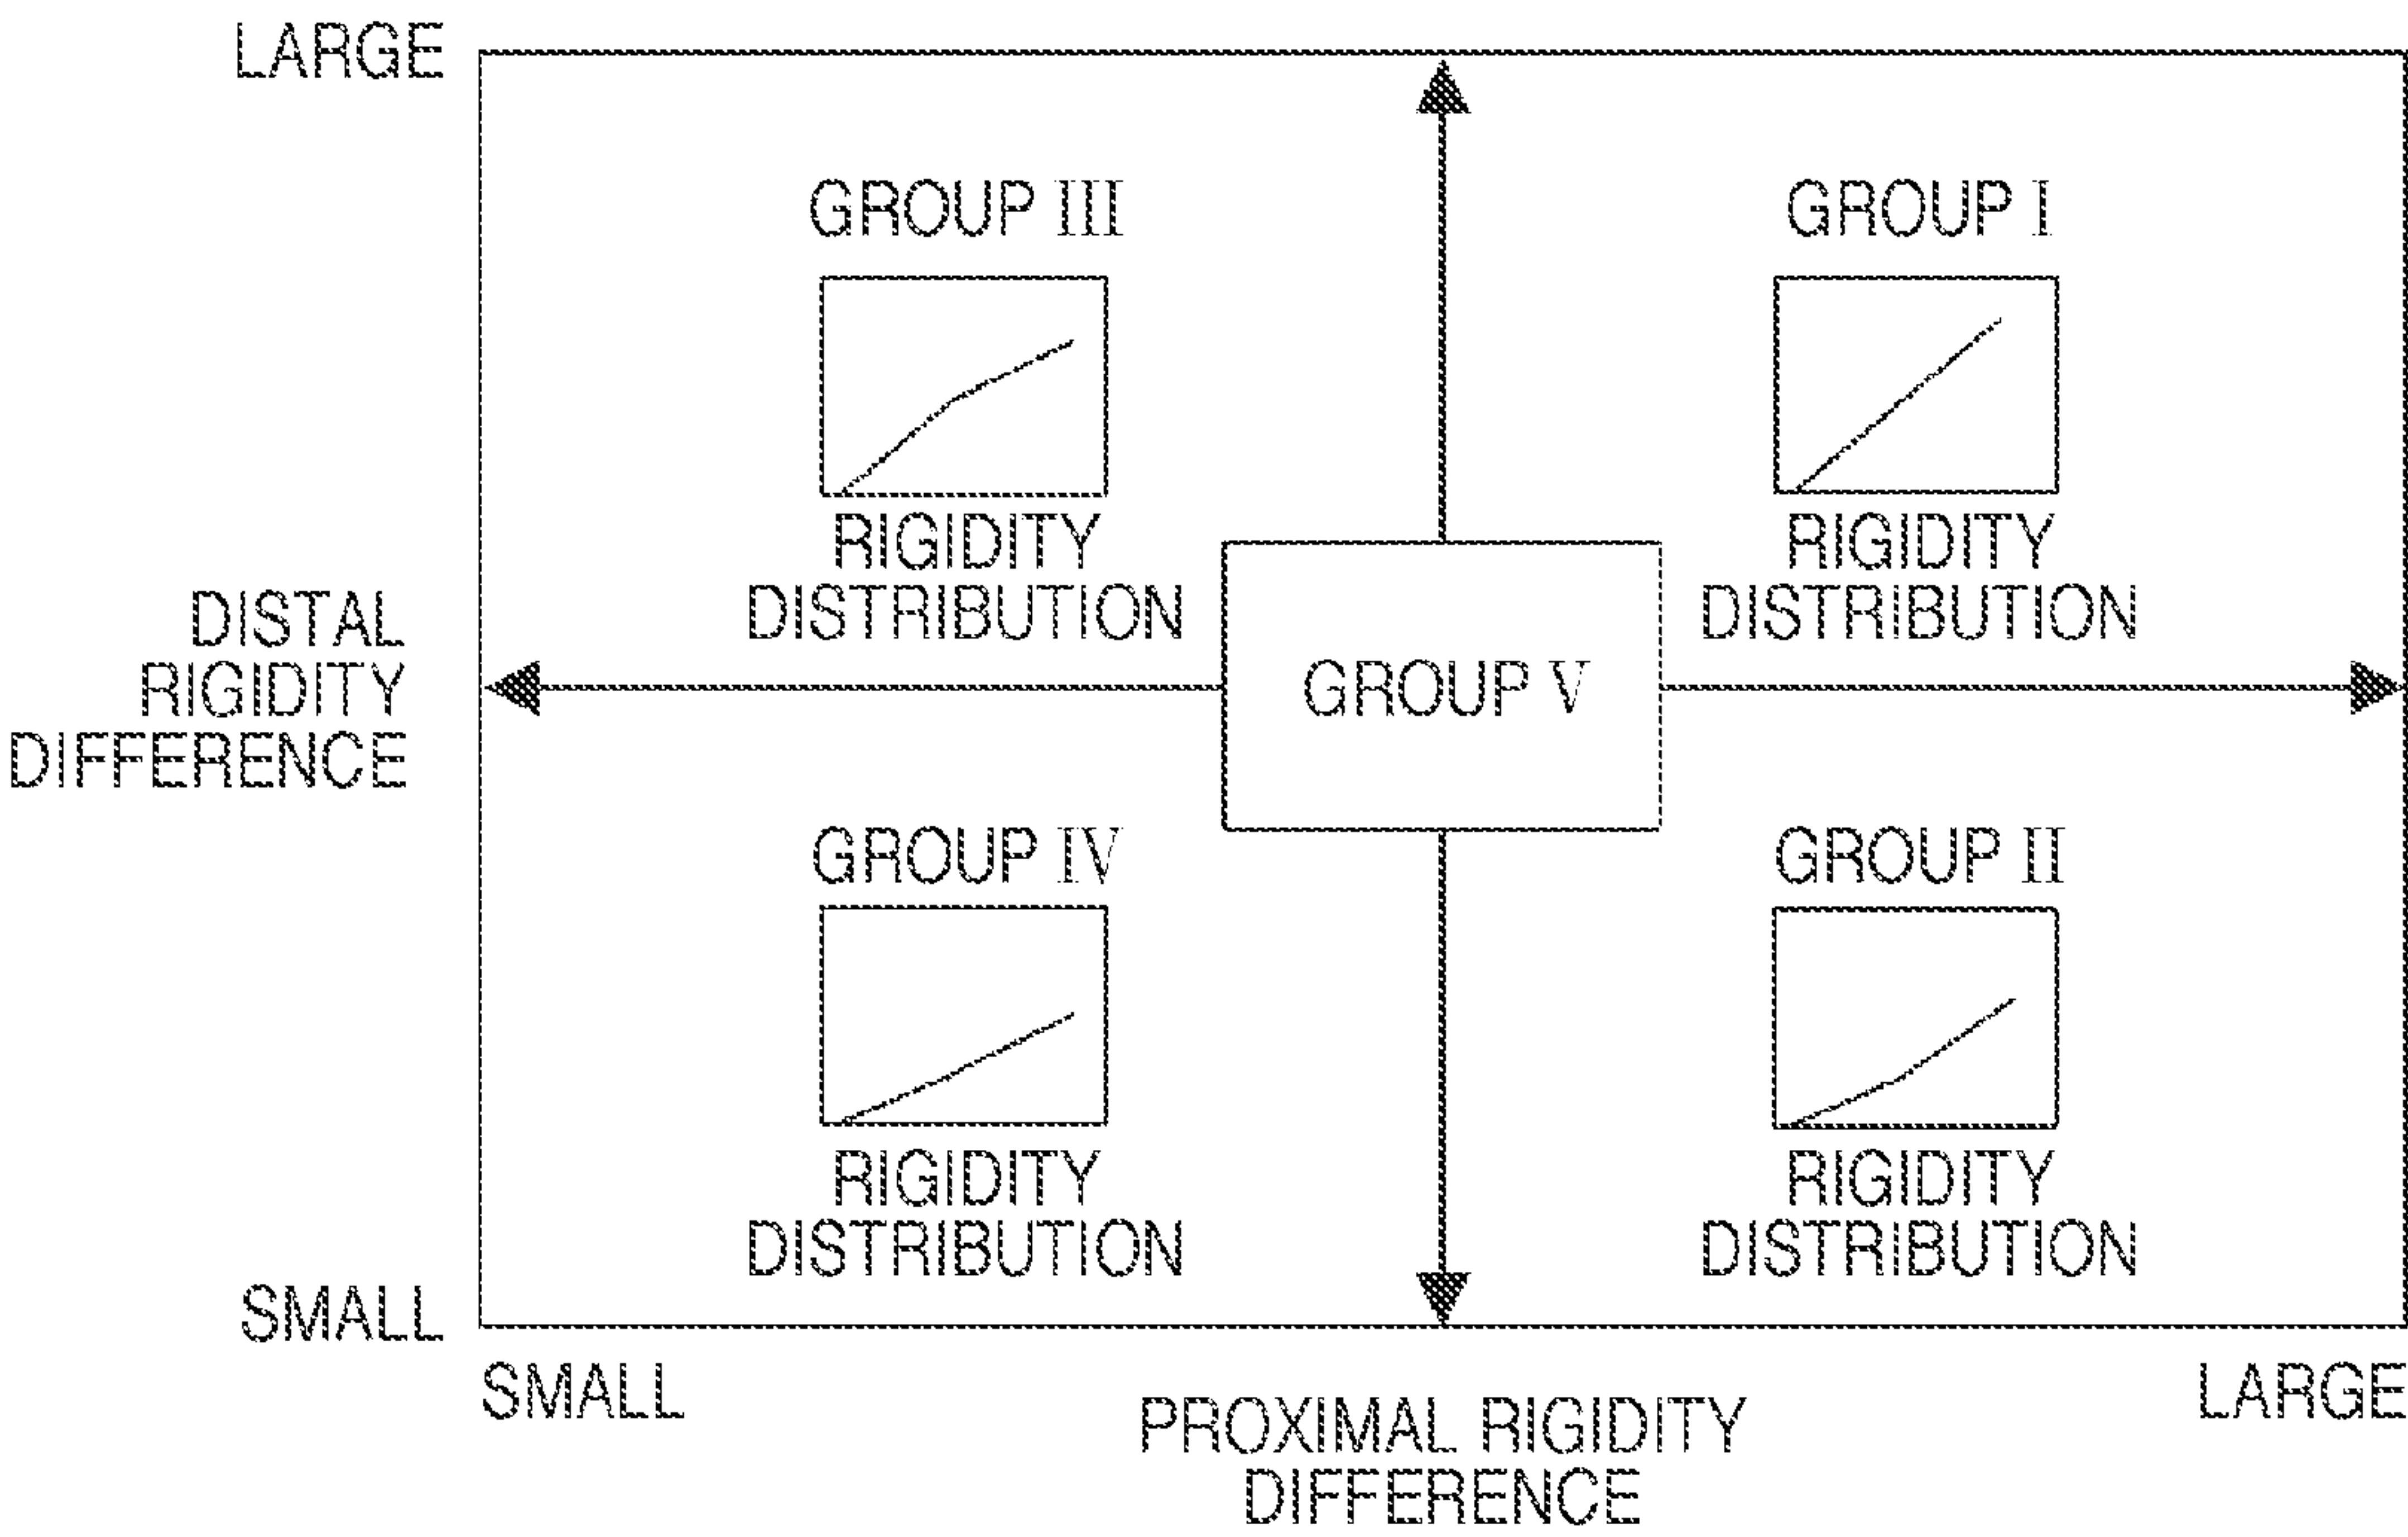 LARGE
GROUP III
GROUP I
RIGIDITY
DISTRIBUTION
RIGIDITY
DISTRIBUTION
DISTAL
RIGIDITY
DIFFERENCE
GROUP V
GROUP IV
GROUP II
RIGIDITY
DISTRIBUTION
RIGIDITY
DISTRIBUTION
SMALL
SMALL
LARGE
PROXIMAL RIGIDITY
DIFFERENCE